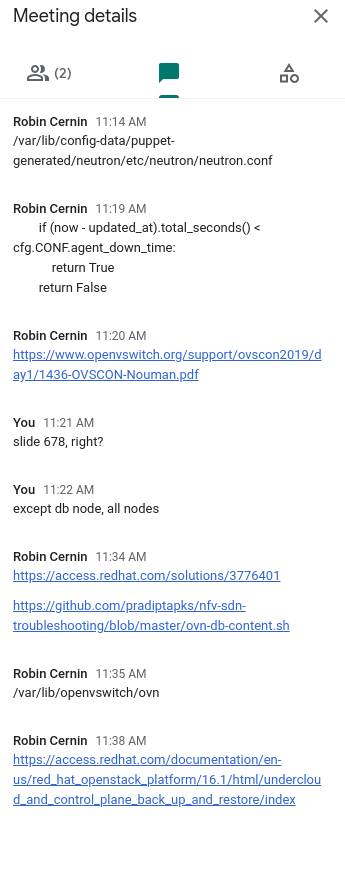 Meeting details
(2)
Robin Cernin 11:14 AM
/var/lib/config-data/puppet-
generated/neutron/etc/neutron/neutron.conf
Robin Cernin 11:19 AM
if (now - updated_at).total_seconds() <
cfg.CONF.agent_down_time:
return True
return False
Robin Cernin 11:20 AM
https://www.openvswitch.org/support/ovscon2019/d
ay1/1436-OVSCON-Nouman.pdf
You 11:21 AM
slide 678, right?
You 11:22 AM
except db node, all nodes
Robin Cernin 11:34 AM
https://access.redhat.com/solutions/3776401
https://github.com/pradiptapks/nfv-sdn-
troubleshooting/blob/master/ovn-db-content.sh
Robin Cernin 11:35 AM
/var/lib/openvswitch/ovn
Robin Cernin 11:38 AM
https://access.redhat.com/documentation/en-
us/red_hat_openstack_platform/16.1/html/underclou
d_and_control_plane_back_up_and_restore/index